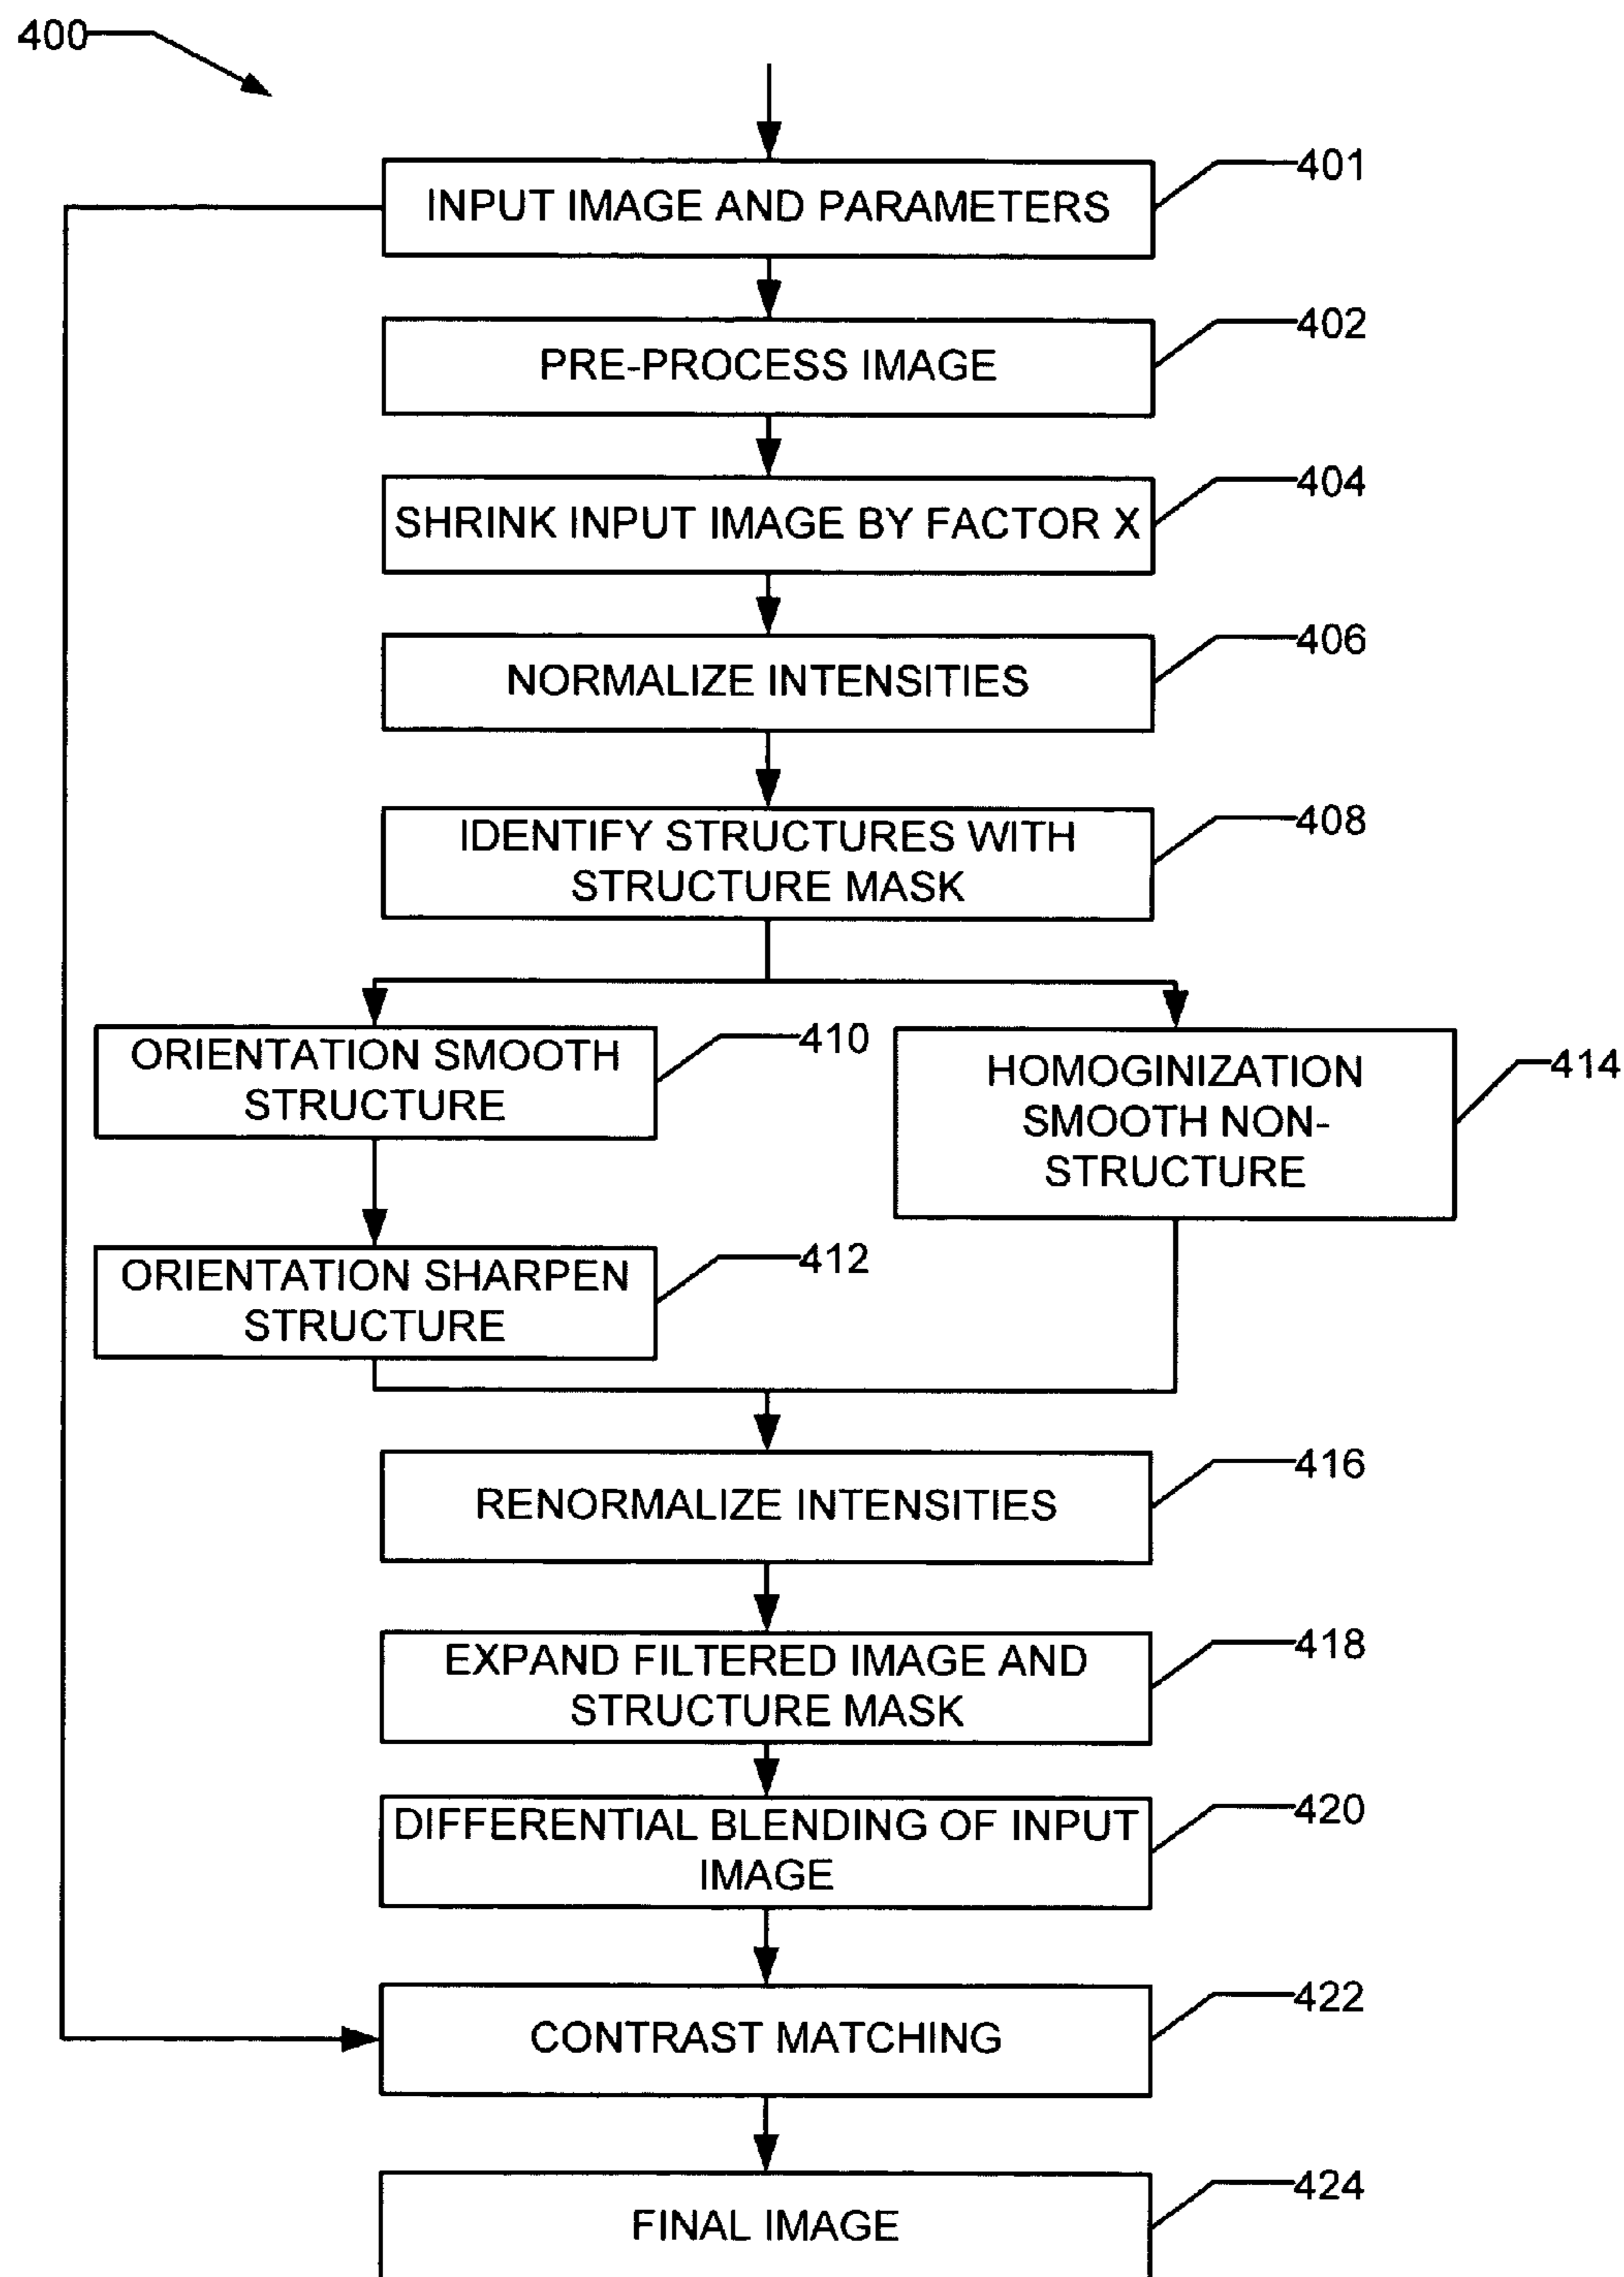 400
INPUT IMAGE AND PARAMETERS
401
PRE-PROCESS IMAGE
402
SHRINK INPUT IMAGE BY FACTOR X
404
NORMALIZE INTENSITIES
406
IDENTIFY STRUCTURES WITH
STRUCTURE MASK
408
ORIENTATION SMOOTH
STRUCTURE
410
HOMOGINIZATION
SMOOTH NON-
STRUCTURE
414
ORIENTATION SHARPEN
STRUCTURE
412
RENORMALIZE INTENSITIES
416
EXPAND FILTERED IMAGE AND
STRUCTURE MASK
418
DIFFERENTIAL BLENDING OF INPUT
IMAGE
420
CONTRAST MATCHING
422
FINAL IMAGE
424